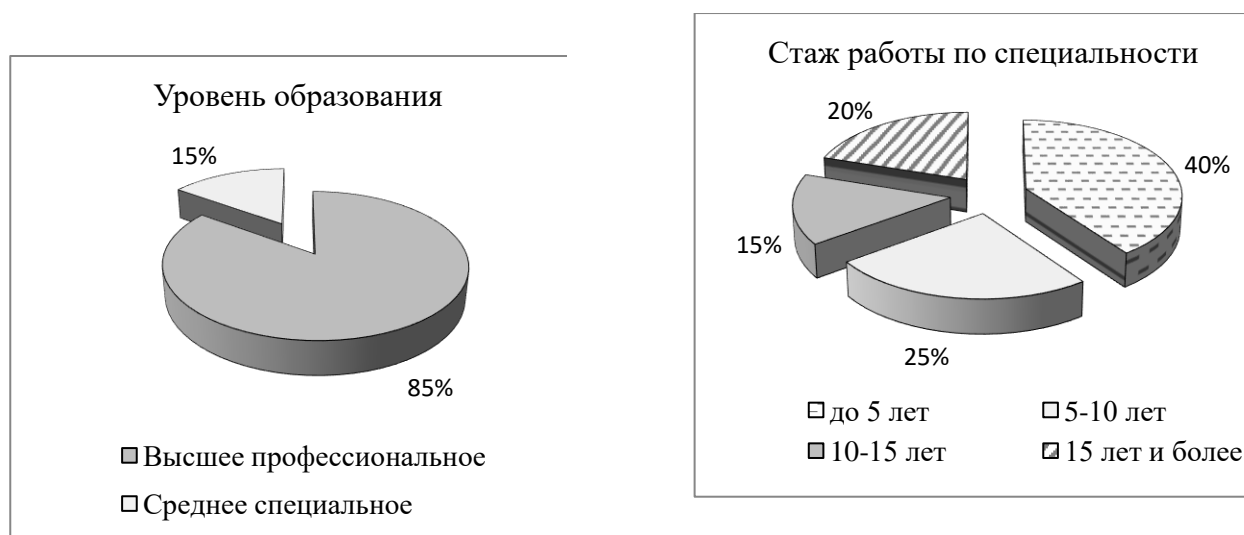 Уровень образования
15%
85%
Высшее профессиональное
Среднее специальное
Стаж работы по специальности
20%
40%
15%
25%
до 5 лет 5-10 лет
10-15 лет 15 лет и более